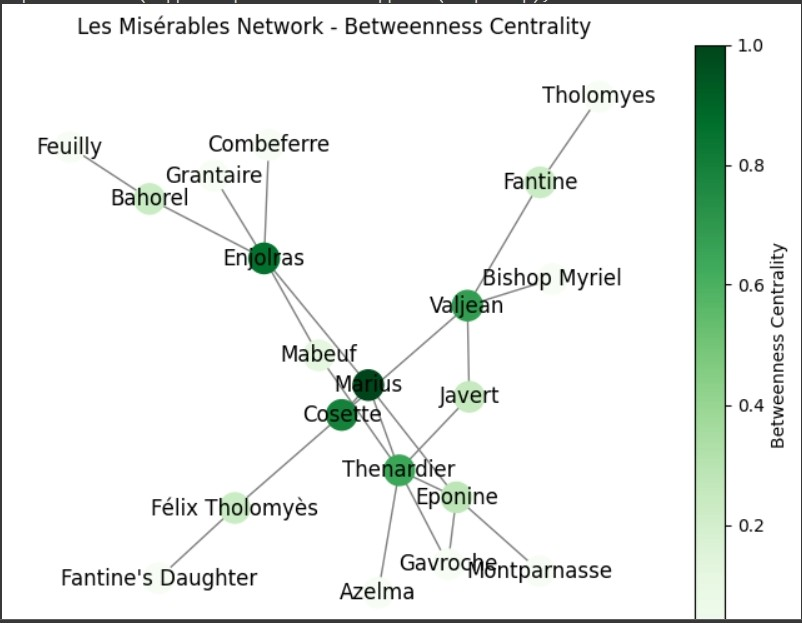 Les Misérables Network - Betweenness Centrality
1.0
Tholomyes
Feuilly
Combeferre
0.8
Grantaire
Fantine
Bahorel
Enjolras
Bishop Myriel
0.6
Valjean
Mabeuf
Marius
Javert
0.4
Cosette
Betweenness Centrality
Thenardier
Eponine
Félix Tholomyès
0.2
Gavroche
Montparnasse
Fantine's Daughter
Azelma